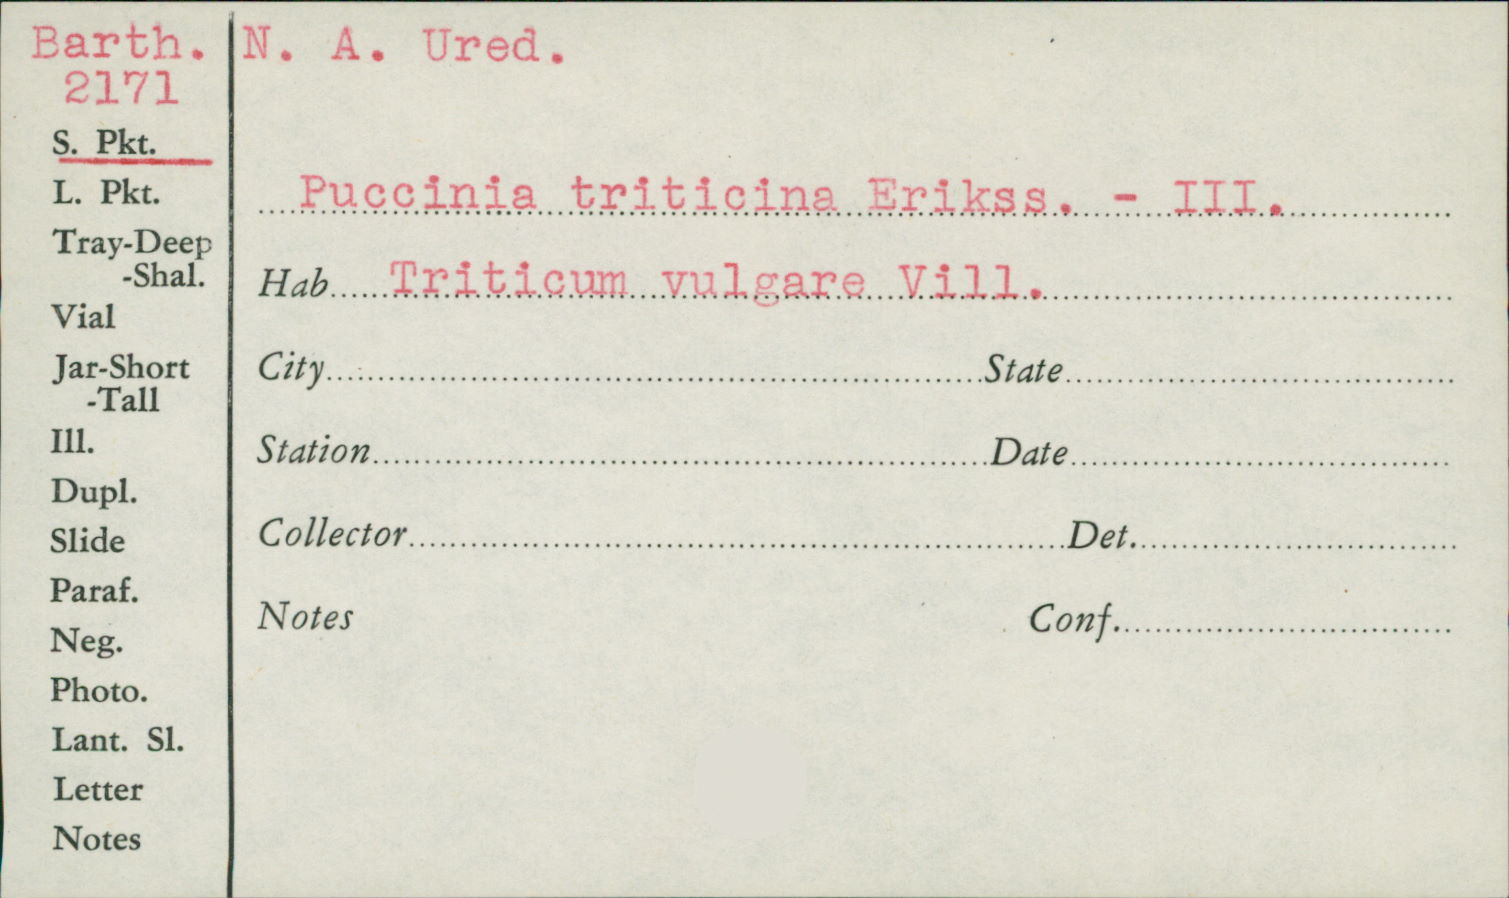 Barth.
2171
S. Pkt.
L. Pkt.
Tray-Deep
-Shal.
Vial
Jar-Short
-Tall
Ill.
Dupl.
Slide
Paraf.
Neg.
Photo.
Lant. Sl.
Letter
Notes
N. A. Ured.
Puccinia triticina Erikss. - III.
Hab Triticum vulgare Vill.
City State
Station Date
Collector Det.
Notes Conf.